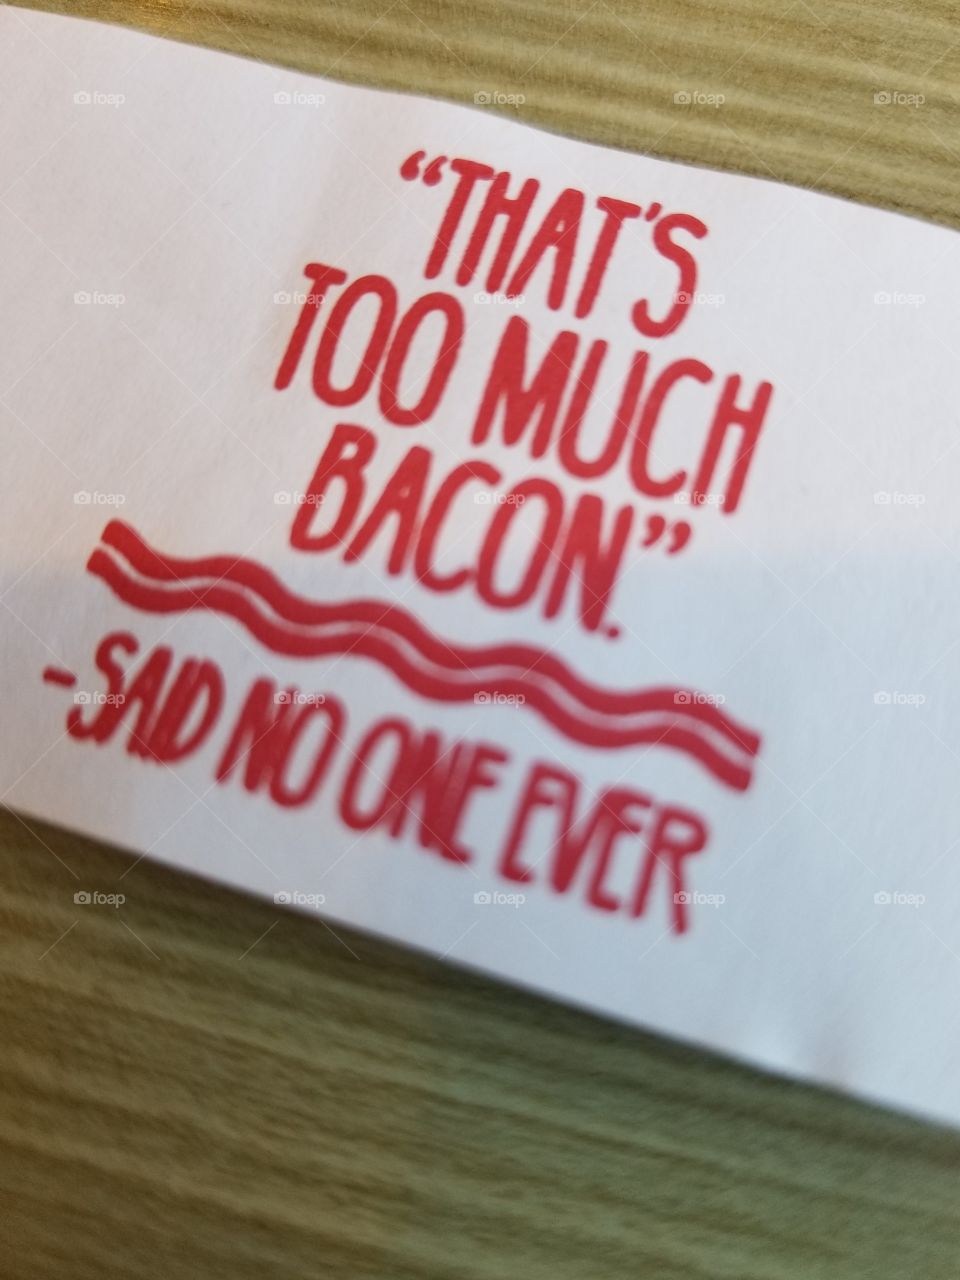 “THAT'S
TOO MUCH
BACON.”
-SAID NO ONE EVER